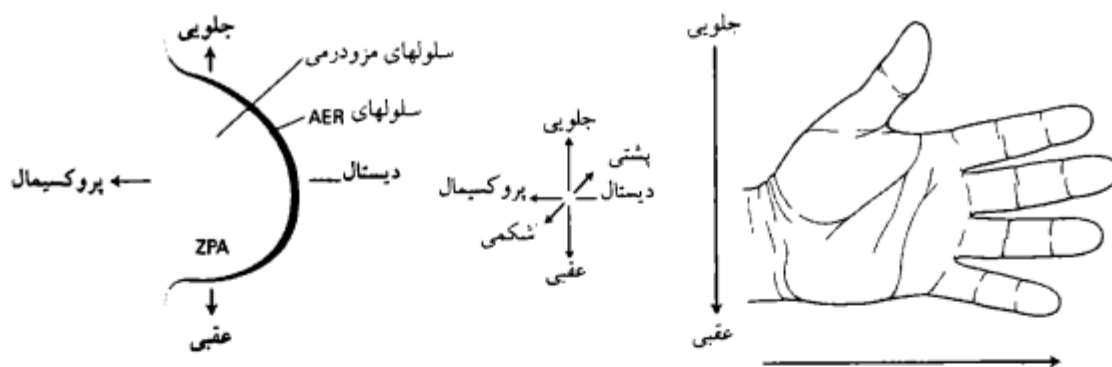 جلویی
سلولهای مزودرمی
سلولهای AER
دیستال
پروکسیمال
ZPA
عقبی
جلویی
پشتی
دیستال
پروکسیمال
شکمی
عقبی
جلویی
عقبی